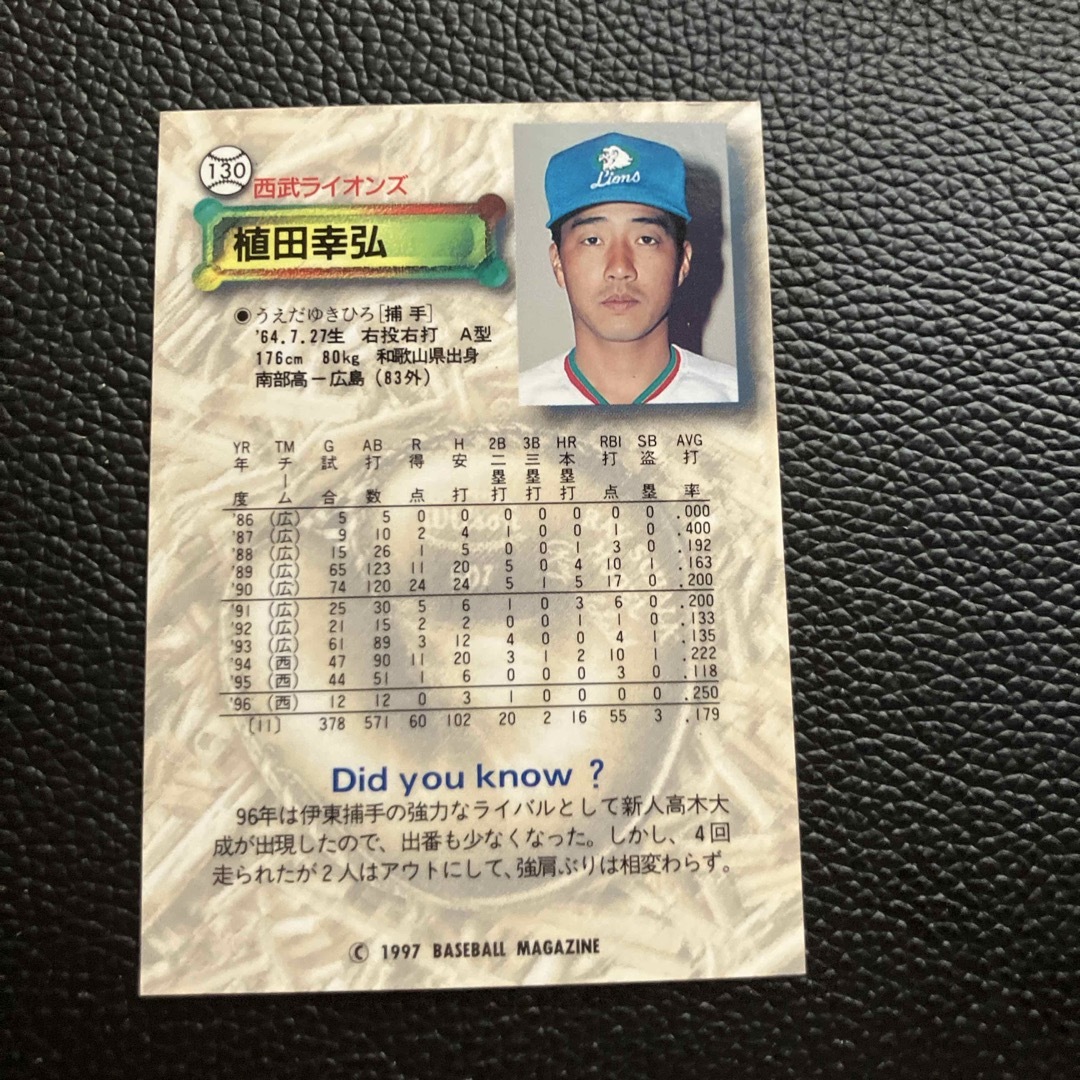 130
西武ライオンズ
Lions
植田幸弘
●うえだゆきひろ[捕手]
'64.7.27生 右投右打 A型
176cm 80kg 和歌山県出身
南部高―広島(83外)
YR TM G AB R H 2B 3B HR RBI SB AVG
年度 チーム 試合 打数 得点 安打 二塁打 三塁打 本塁打 打点 盗塁 打率
'86 (広) 5 5 0 0 0 0 0 0 0 .000
'87 (広) 9 10 2 4 1 0 0 1 0 .400
'88 (広) 15 26 1 5 0 0 1 3 0 .192
'89 (広) 65 123 11 20 5 0 4 10 1 .163
'90 (広) 74 120 24 24 5 1 5 17 0 .200
'91 (広) 25 30 5 6 1 0 3 6 0 .200
'92 (広) 21 15 2 2 0 0 1 1 0 .133
'93 (広) 61 89 3 12 4 0 0 4 1 .135
'94 (西) 47 90 11 20 3 1 2 10 1 .222
'95 (西) 44 51 1 6 0 0 0 3 0 .118
'96 (西) 12 12 0 3 1 0 0 0 0 .250
[11] 378 571 60 102 20 2 16 55 3 .179
Did you know ?
96年は伊東捕手の強力なライバルとして新人高木大
成が出現したので、出番も少なくなった。しかし、4回
走られたが2人はアウトにして、強肩ぶりは相変わらず。
© 1997 BASEBALL MAGAZINE